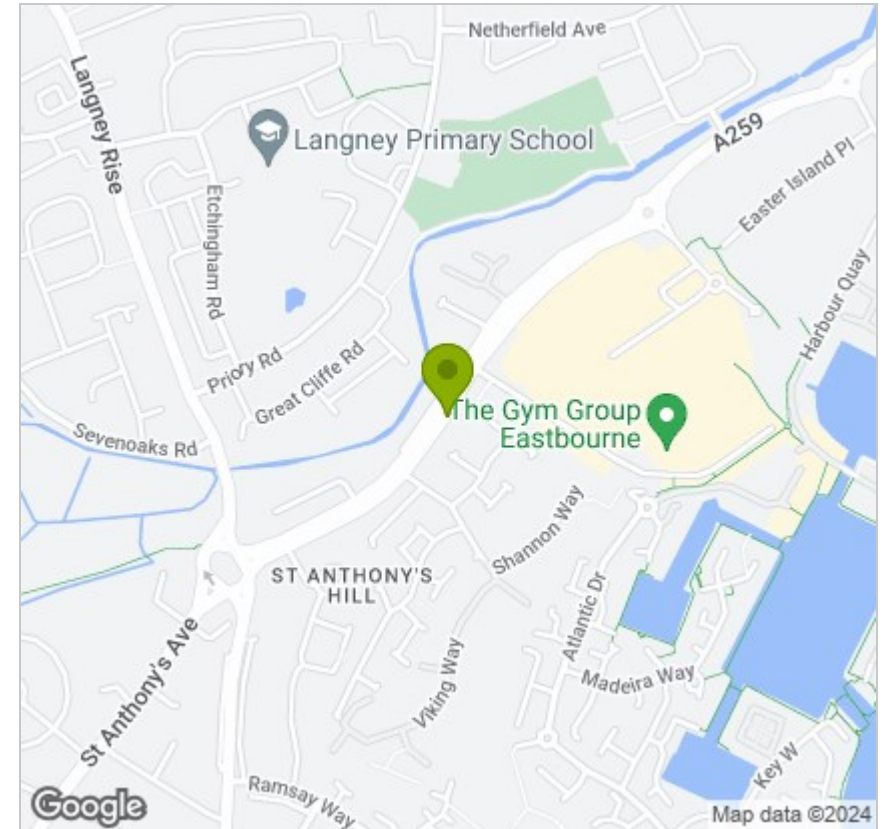 Netherfield Ave
Langney Rise
Langney Primary School
A259
Easter Island Pl
Etchingham Rd
Harbour Quay
Priory Rd
Great Cliffe Rd
The Gym Group
Eastbourne
Sevenoaks Rd
Shannon Way
ST ANTHONY'S
HILL
Atlantic Dr
Madeira Way
Viking Way
St Anthony's Ave
Key W
Ramsay Way
Google
Map data ©2024